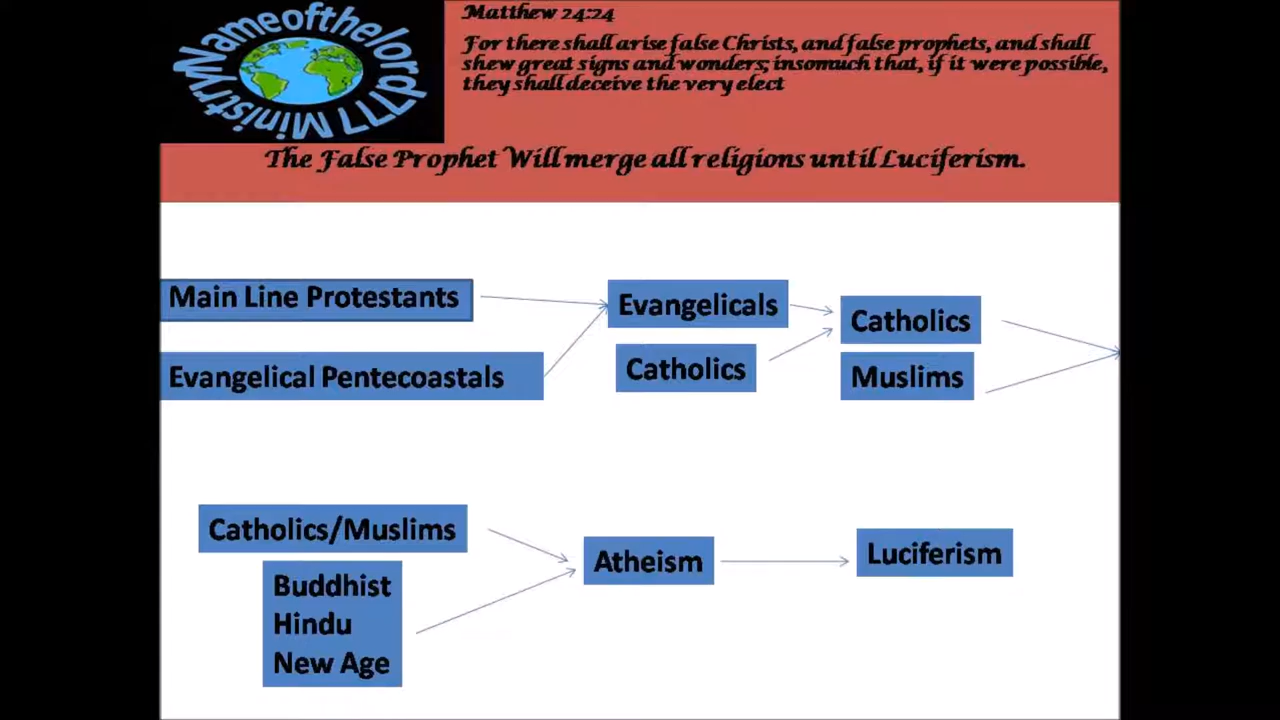 Nameofthelord777 Ministry
Matthew 24:24
For there shall arise false Christs, and false prophets, and shall
shew great signs and wonders; insomuch that, if it were possible,
they shall deceive the very elect
The False Prophet Will merge all religions until Luciferism.
Main Line Protestants
Evangelicals
Catholics
Evangelical Pentecoastals
Catholics
Muslims
Catholics/Muslims
Buddhist
Hindu
New Age
Atheism
Luciferism